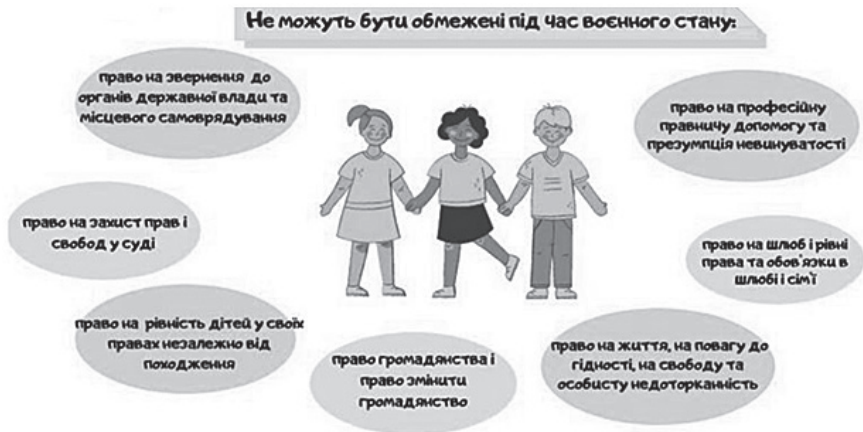 Не можуть бути обмежені під час воєнного стану:
право на звернення до
органів державної влади та
місцевого самоврядування
право на професійну
правничу допомогу та
презумпція невинуватості
право на захист прав і
свобод у суді
право на шлюб і рівні
права та обов'язки в
шлюбі і сім'ї
право на рівність дітей у своїх
правах незалежно від
походження
право громадянства і
право змінити
громадянство
право на життя, на повагу до
гідності, на свободу та
особисту недоторканність